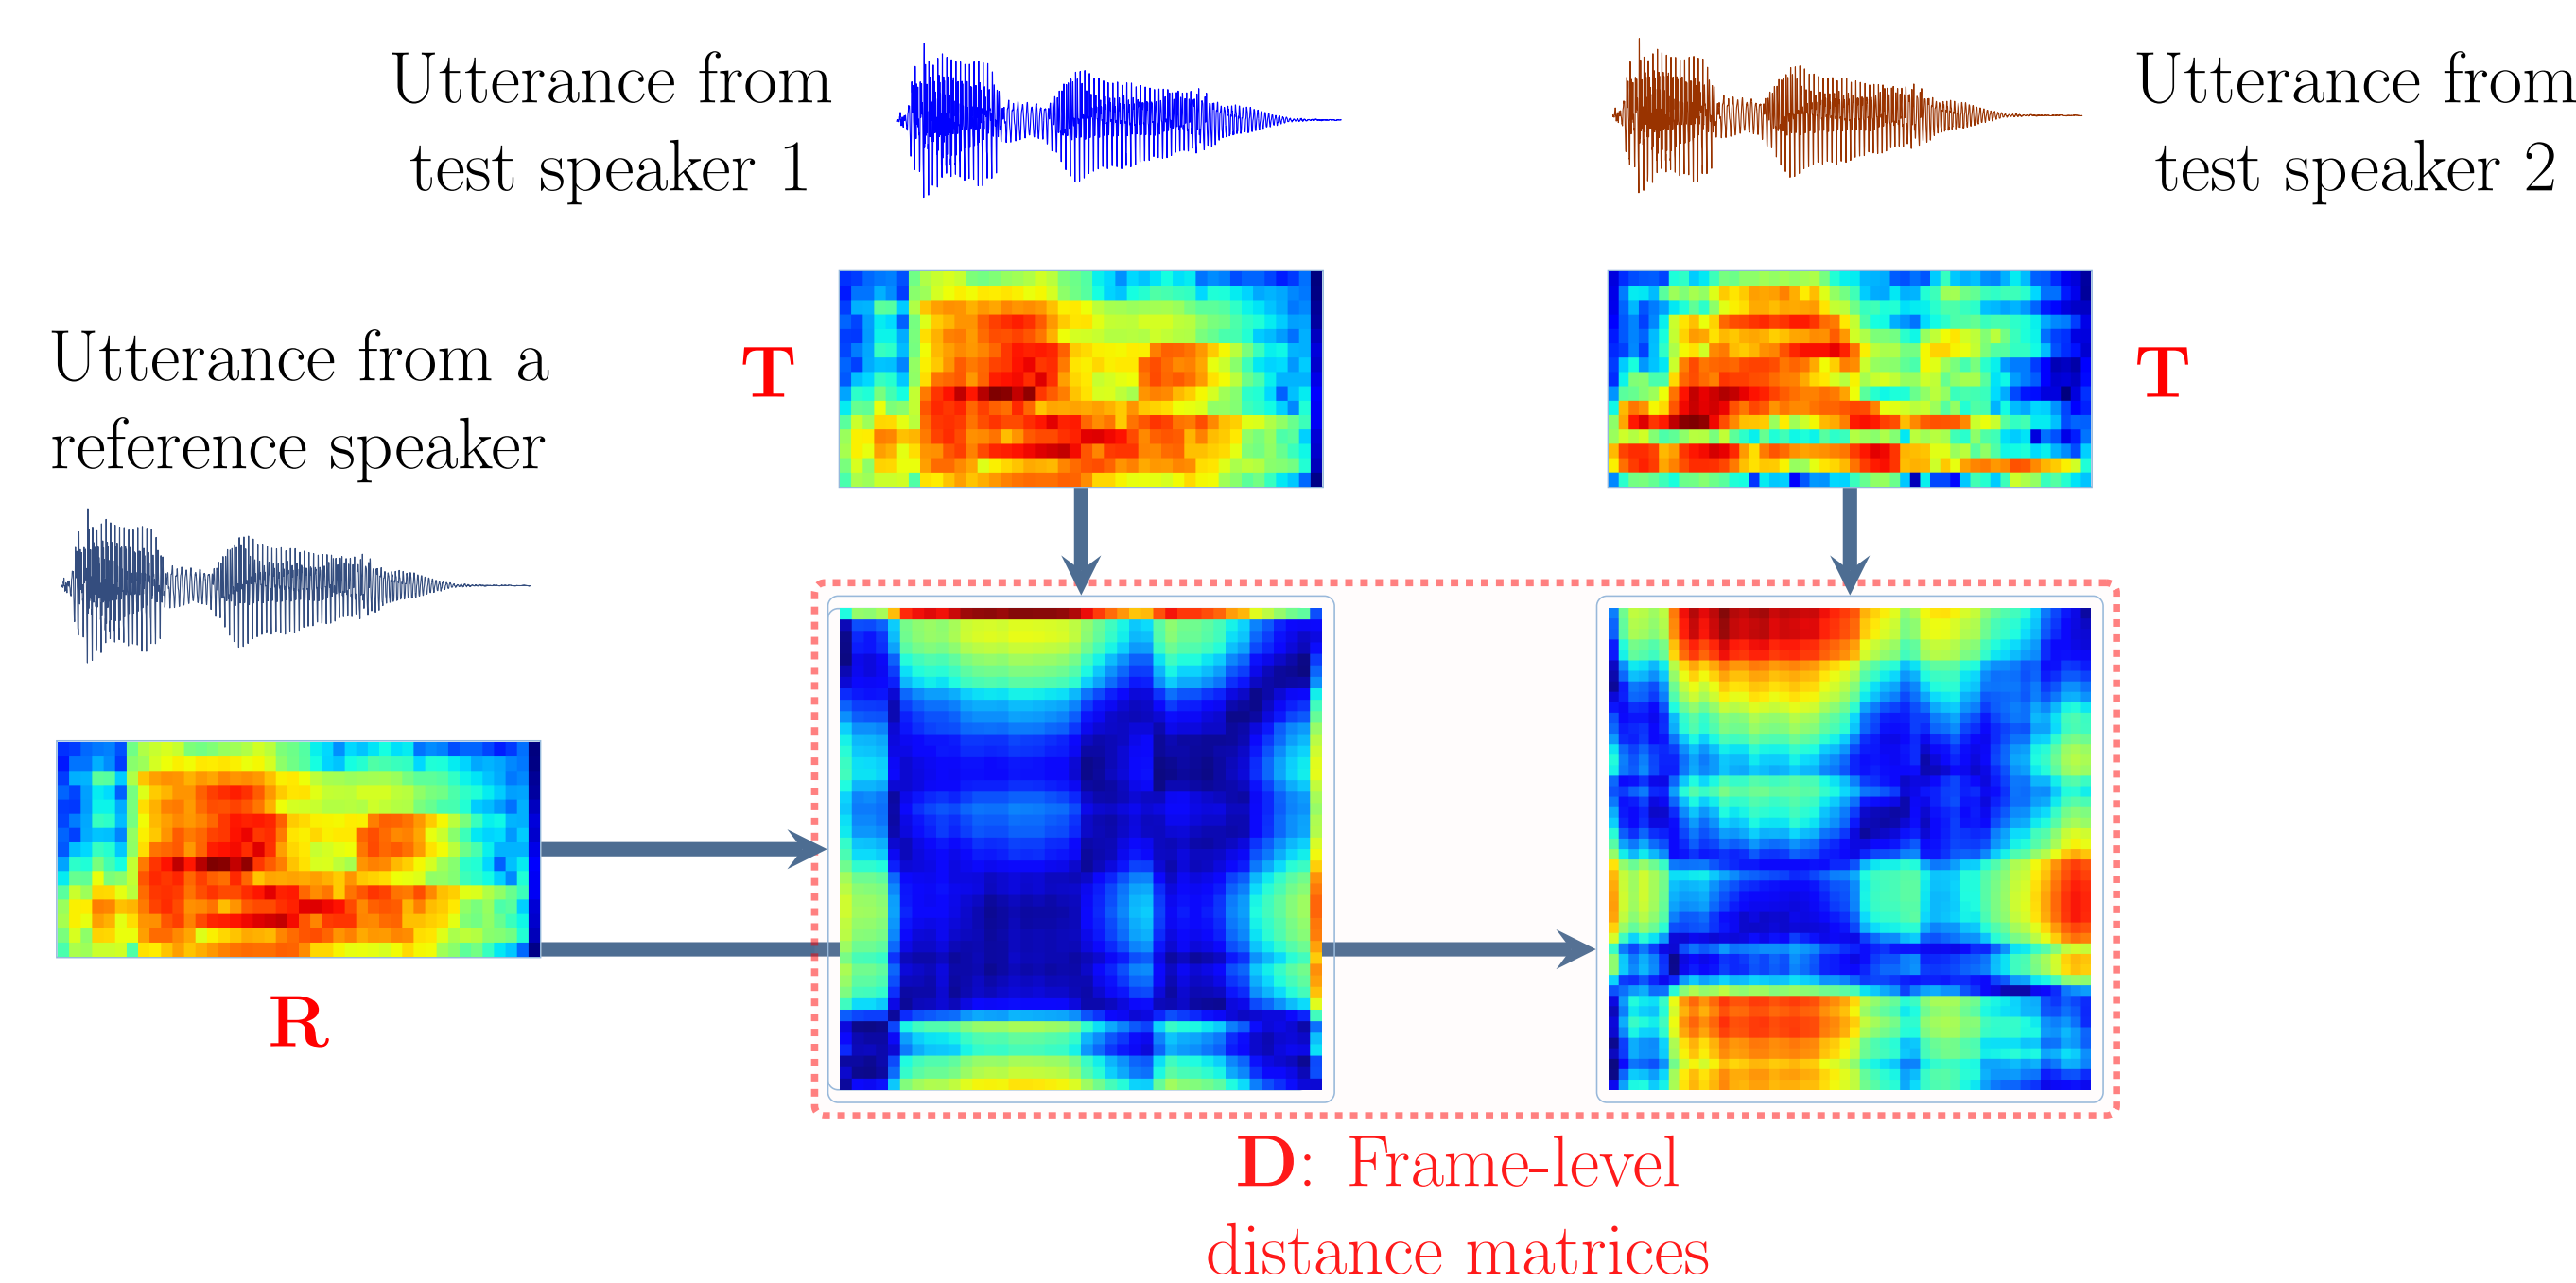 Utterance from
test speaker 1
Utterance from
test speaker 2
Utterance from a
reference speaker
T
T
R
D: Frame-level
distance matrices